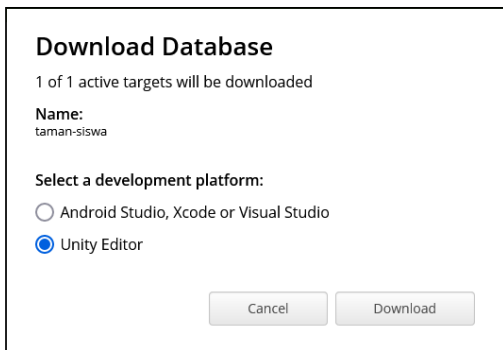 Download Database
1 of 1 active targets will be downloaded
Name:
taman-siswa
Select a development platform:
Android Studio, Xcode or Visual Studio
Unity Editor
Cancel
Download